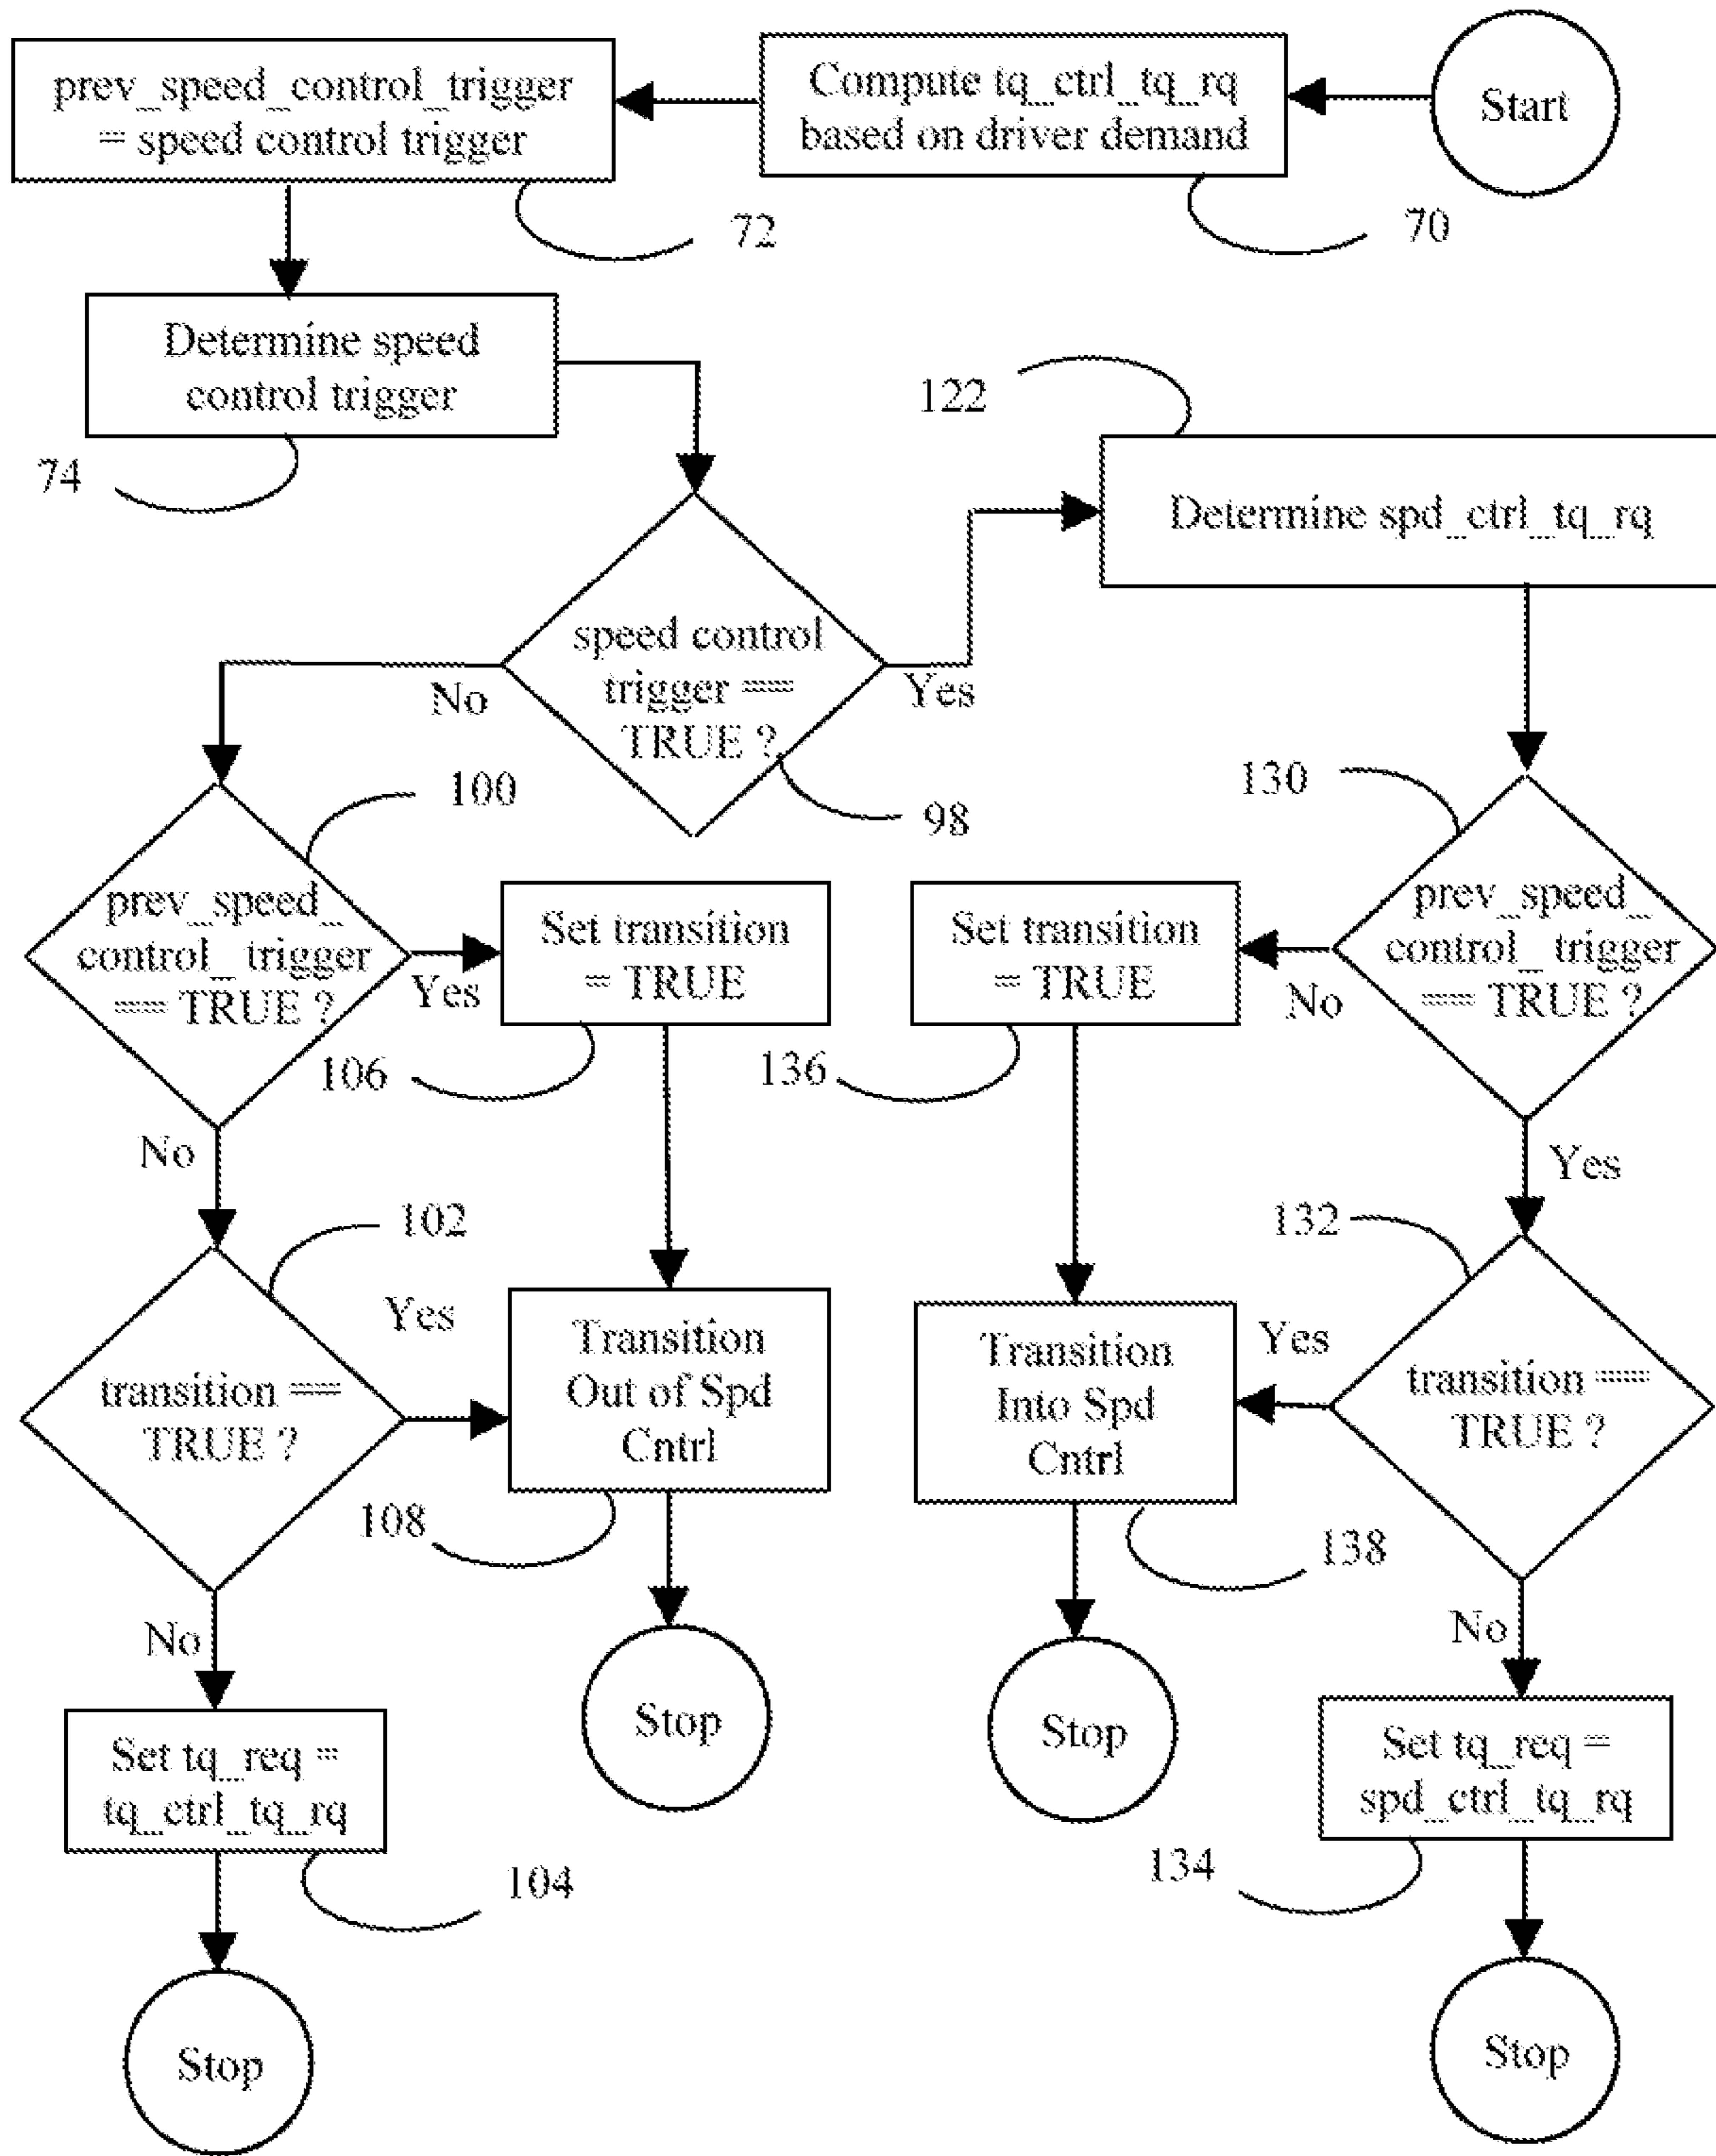 prev_speed_control_trigger
= speed control trigger
Compute tq_ctrl_tq_rq
based on driver demand
Start
72
70
Determine speed
control trigger
74
122
Determine spd_ctrl_tq_rq
speed control
trigger ==
TRUE ?
No
Yes
98
100
130
prev_speed_
control_ trigger
== TRUE ?
Yes
Set transition
= TRUE
Set transition
= TRUE
No
prev_speed_
control_ trigger
== TRUE ?
106
136
No
Yes
102
132
transition ==
TRUE ?
Yes
Transition
Out of Spd
Cntrl
Transition
Into Spd
Cntrl
Yes
transition ==
TRUE ?
108
138
No
No
Set tq_req =
tq_ctrl_tq_rq
Stop
Stop
Set tq_req =
spd_ctrl_tq_rq
104
134
Stop
Stop